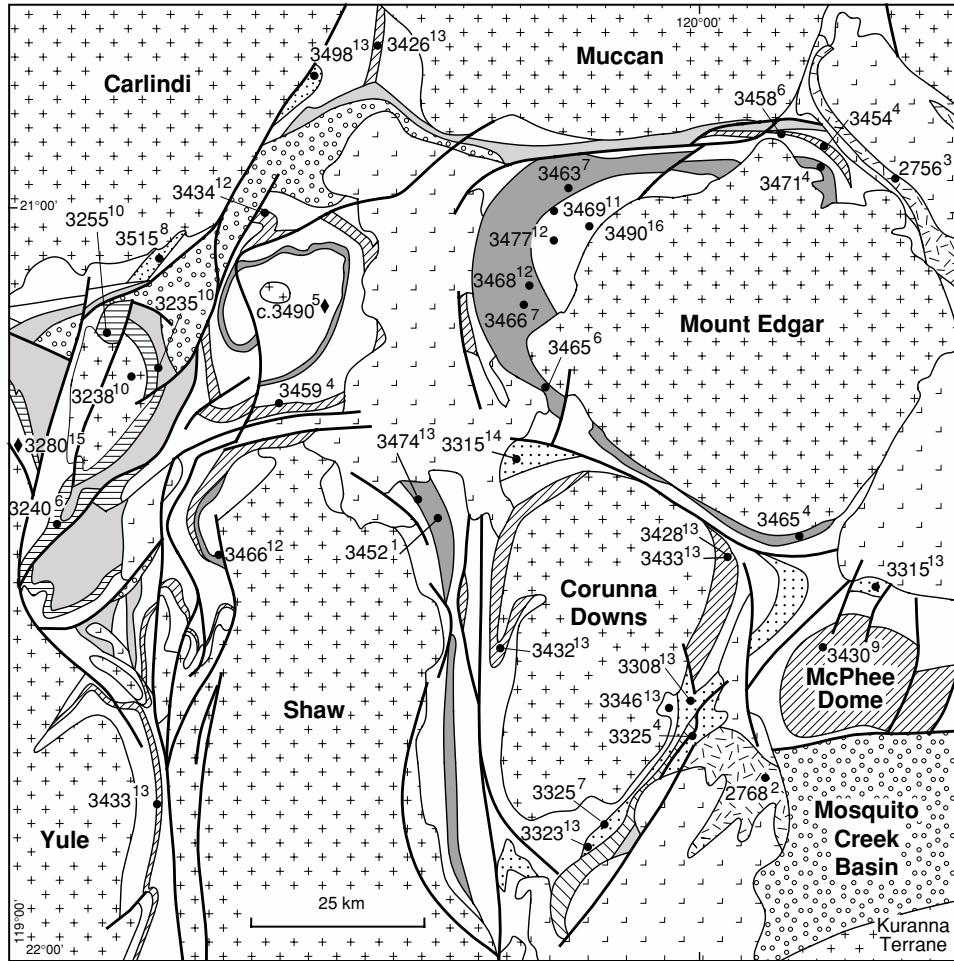 120°00'
3498¹³
3426¹³
Muccan
Carlindi
3458⁶
3454⁴
2756³
3463⁷
3471⁴
3434¹²
21°00'
3255¹⁰
3469¹¹
3515⁸
3477¹²
3490¹⁶
3468¹²
3235¹⁰
c.3490⁵
3466⁷
Mount Edgar
3465⁶
3238¹⁰
3459⁴
3280¹⁵
3474¹³
3315¹⁴
3240⁶
3452¹
3428¹³
3465⁴
3466¹²
3433¹³
3315¹³
Corunna
Downs
3432¹³
3430⁹
3308¹³
McPhee
Dome
3346¹³
Shaw
3325⁴
3325⁷
2768²
3433¹³
3323¹³
Mosquito
Creek
Basin
Yule
25 km
119°00'
22°00'
Kuranna
Terrane